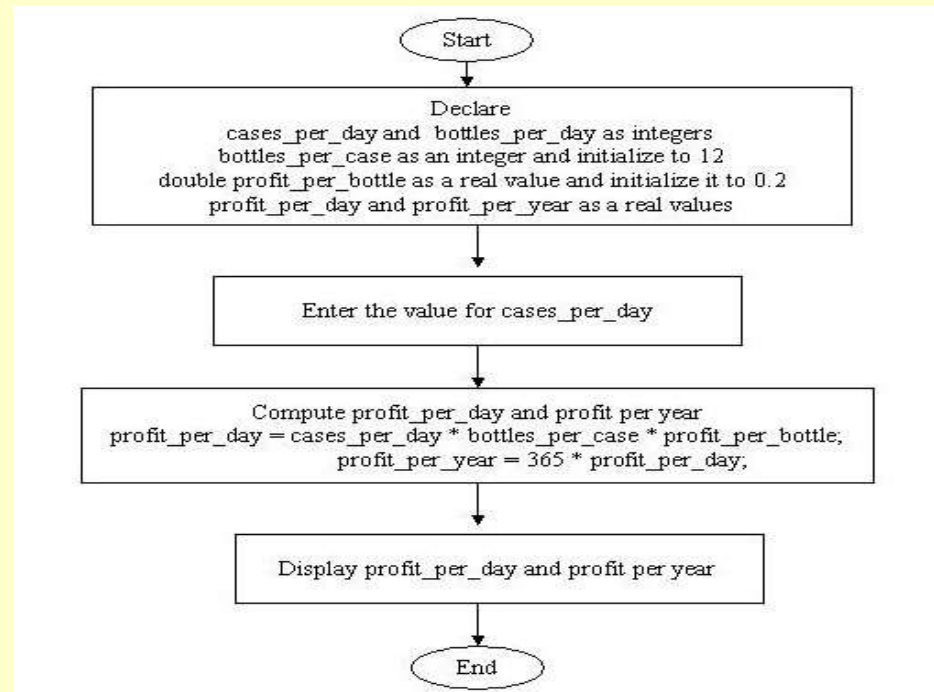 Start
Declare
cases_per_day and bottles_per_day as integers
bottles_per_case as an integer and initialize to 12
double profit_per_bottle as a real value and initialize it to 0.2
profit_per_day and profit_per_year as a real values
Enter the value for cases_per_day
Compute profit_per_day and profit per year
profit_per_day = cases_per_day * bottles_per_case * profit_per_bottle;
profit_per_year = 365 * profit_per_day;
Display profit_per_day and profit per year
End